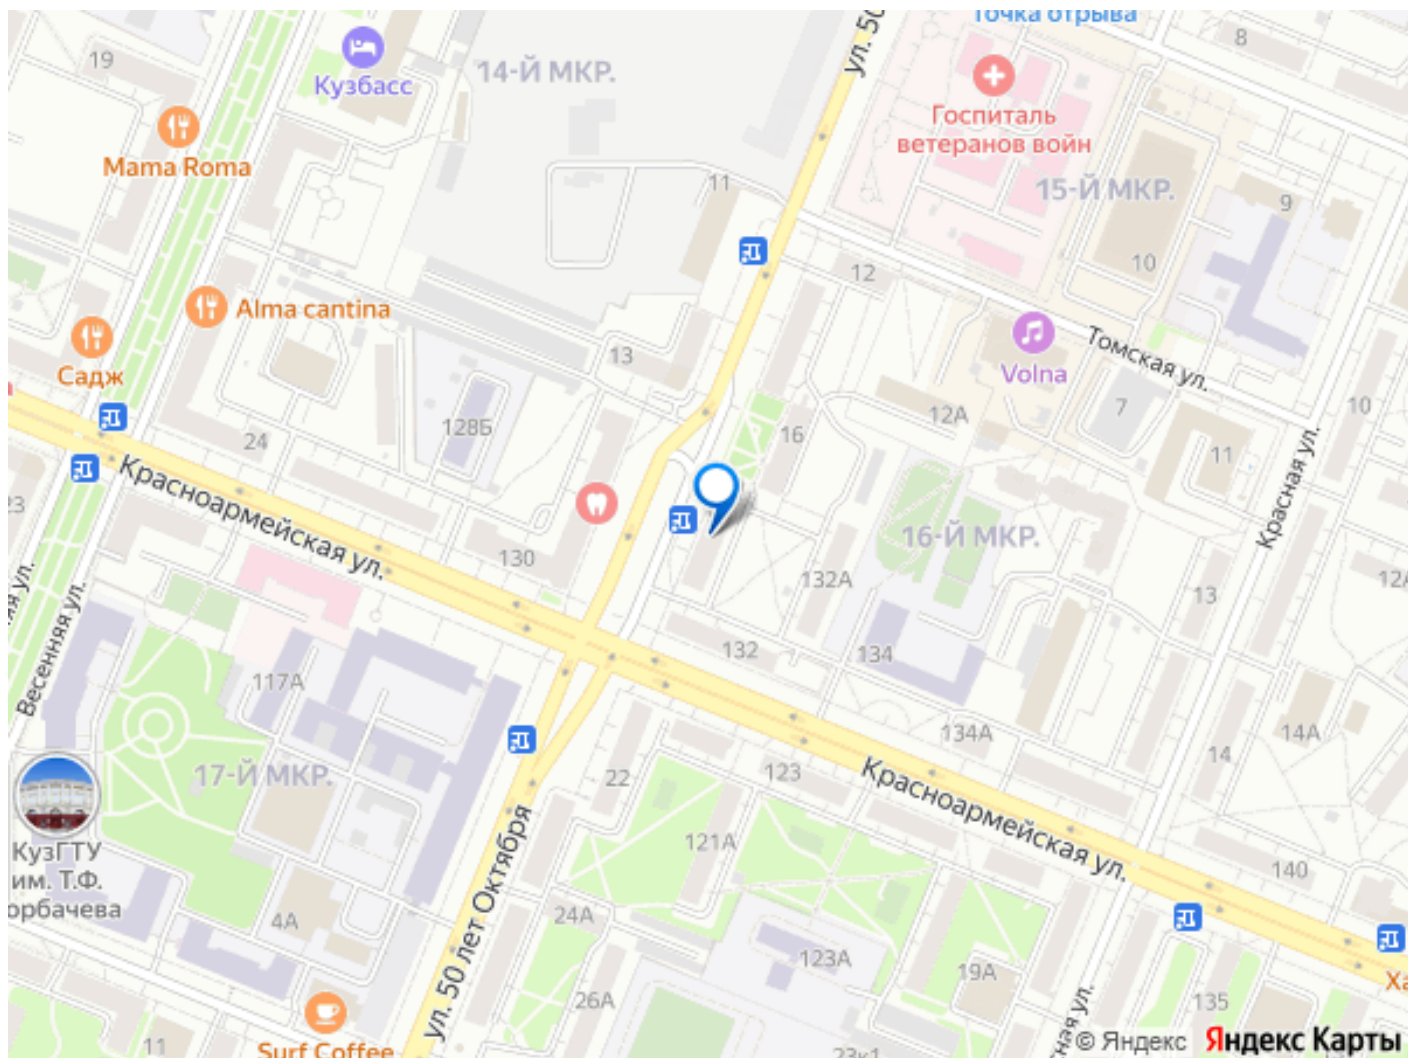 Точка отрыва
ул. 50
8
19
14-Й МКР.
Кузбасс
Госпиталь
ветеранов войн
Mama Roma
11
15-Й МКР.
9
12
10
Alma cantina
Томская ул.
Садж
13
Volna
7
10
12А
128Б
16
24
11
Красная ул.
23
Красноармейская ул.
130
16-Й МКР.
132А
13
12А
Весенняя ул.
132
134
117А
134А
14
14А
17-Й МКР.
22
123
Красноармейская ул.
КузГТУ
им. Т.Ф.
орбачева
121А
140
4А
24А
ул. 50 лет Октября
123А
19А
26А
135
Surf Coffee
11
23к1
© Яндекс Яндекс Карты